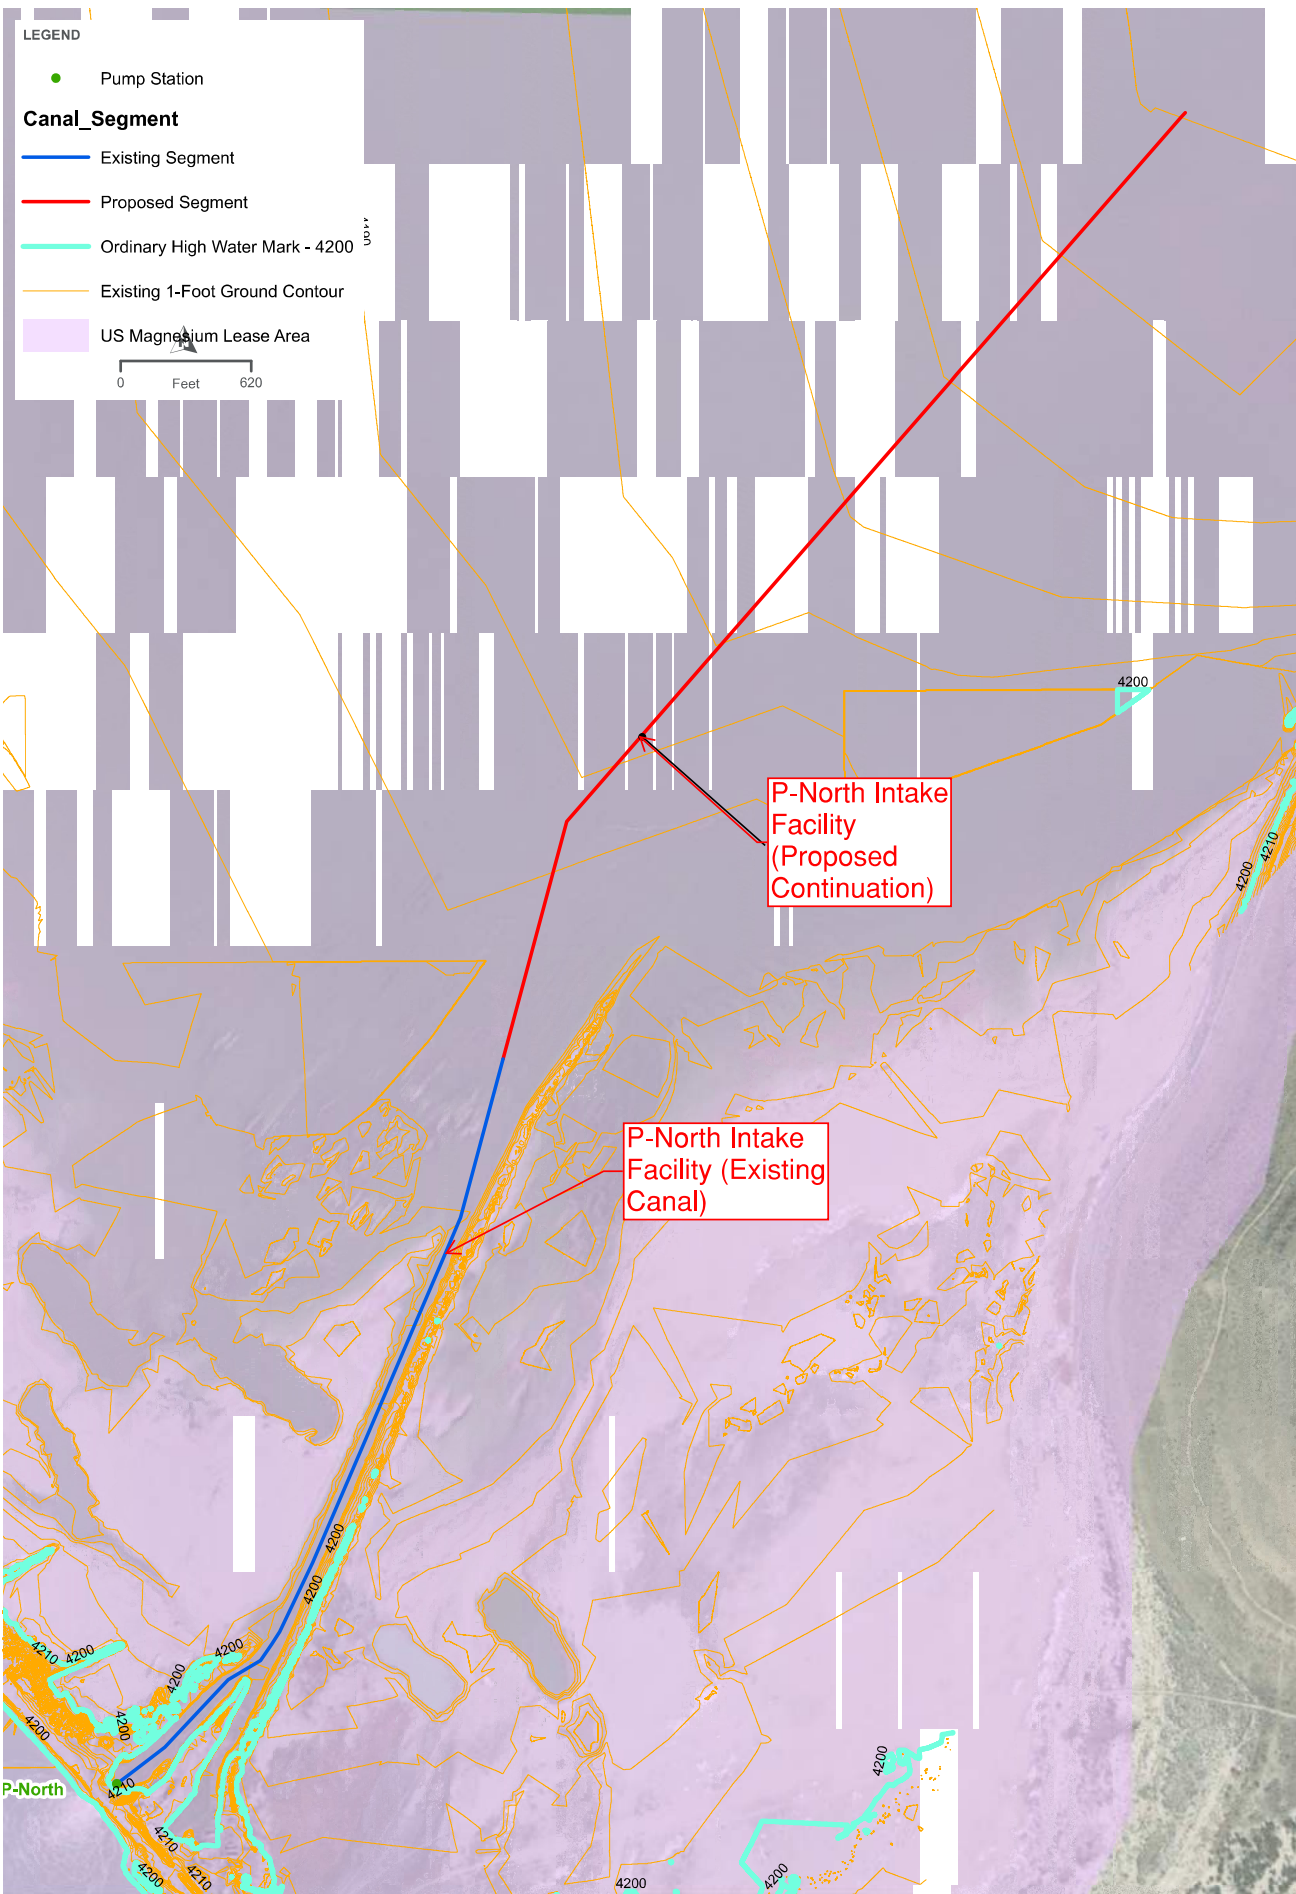 LEGEND
Pump Station
Canal_Segment
Existing Segment
Proposed Segment
Ordinary High Water Mark - 4200
Existing 1-Foot Ground Contour
US Magnesium Lease Area
N
0 Feet 620
4190
4200
P-North Intake
Facility
(Proposed
Continuation)
4210
4200
P-North Intake
Facility (Existing
Canal)
4200
4200
4210
4200
4200
4200
4200
4200
P-North
4210
4210
4200
4210
4200
4200
4200